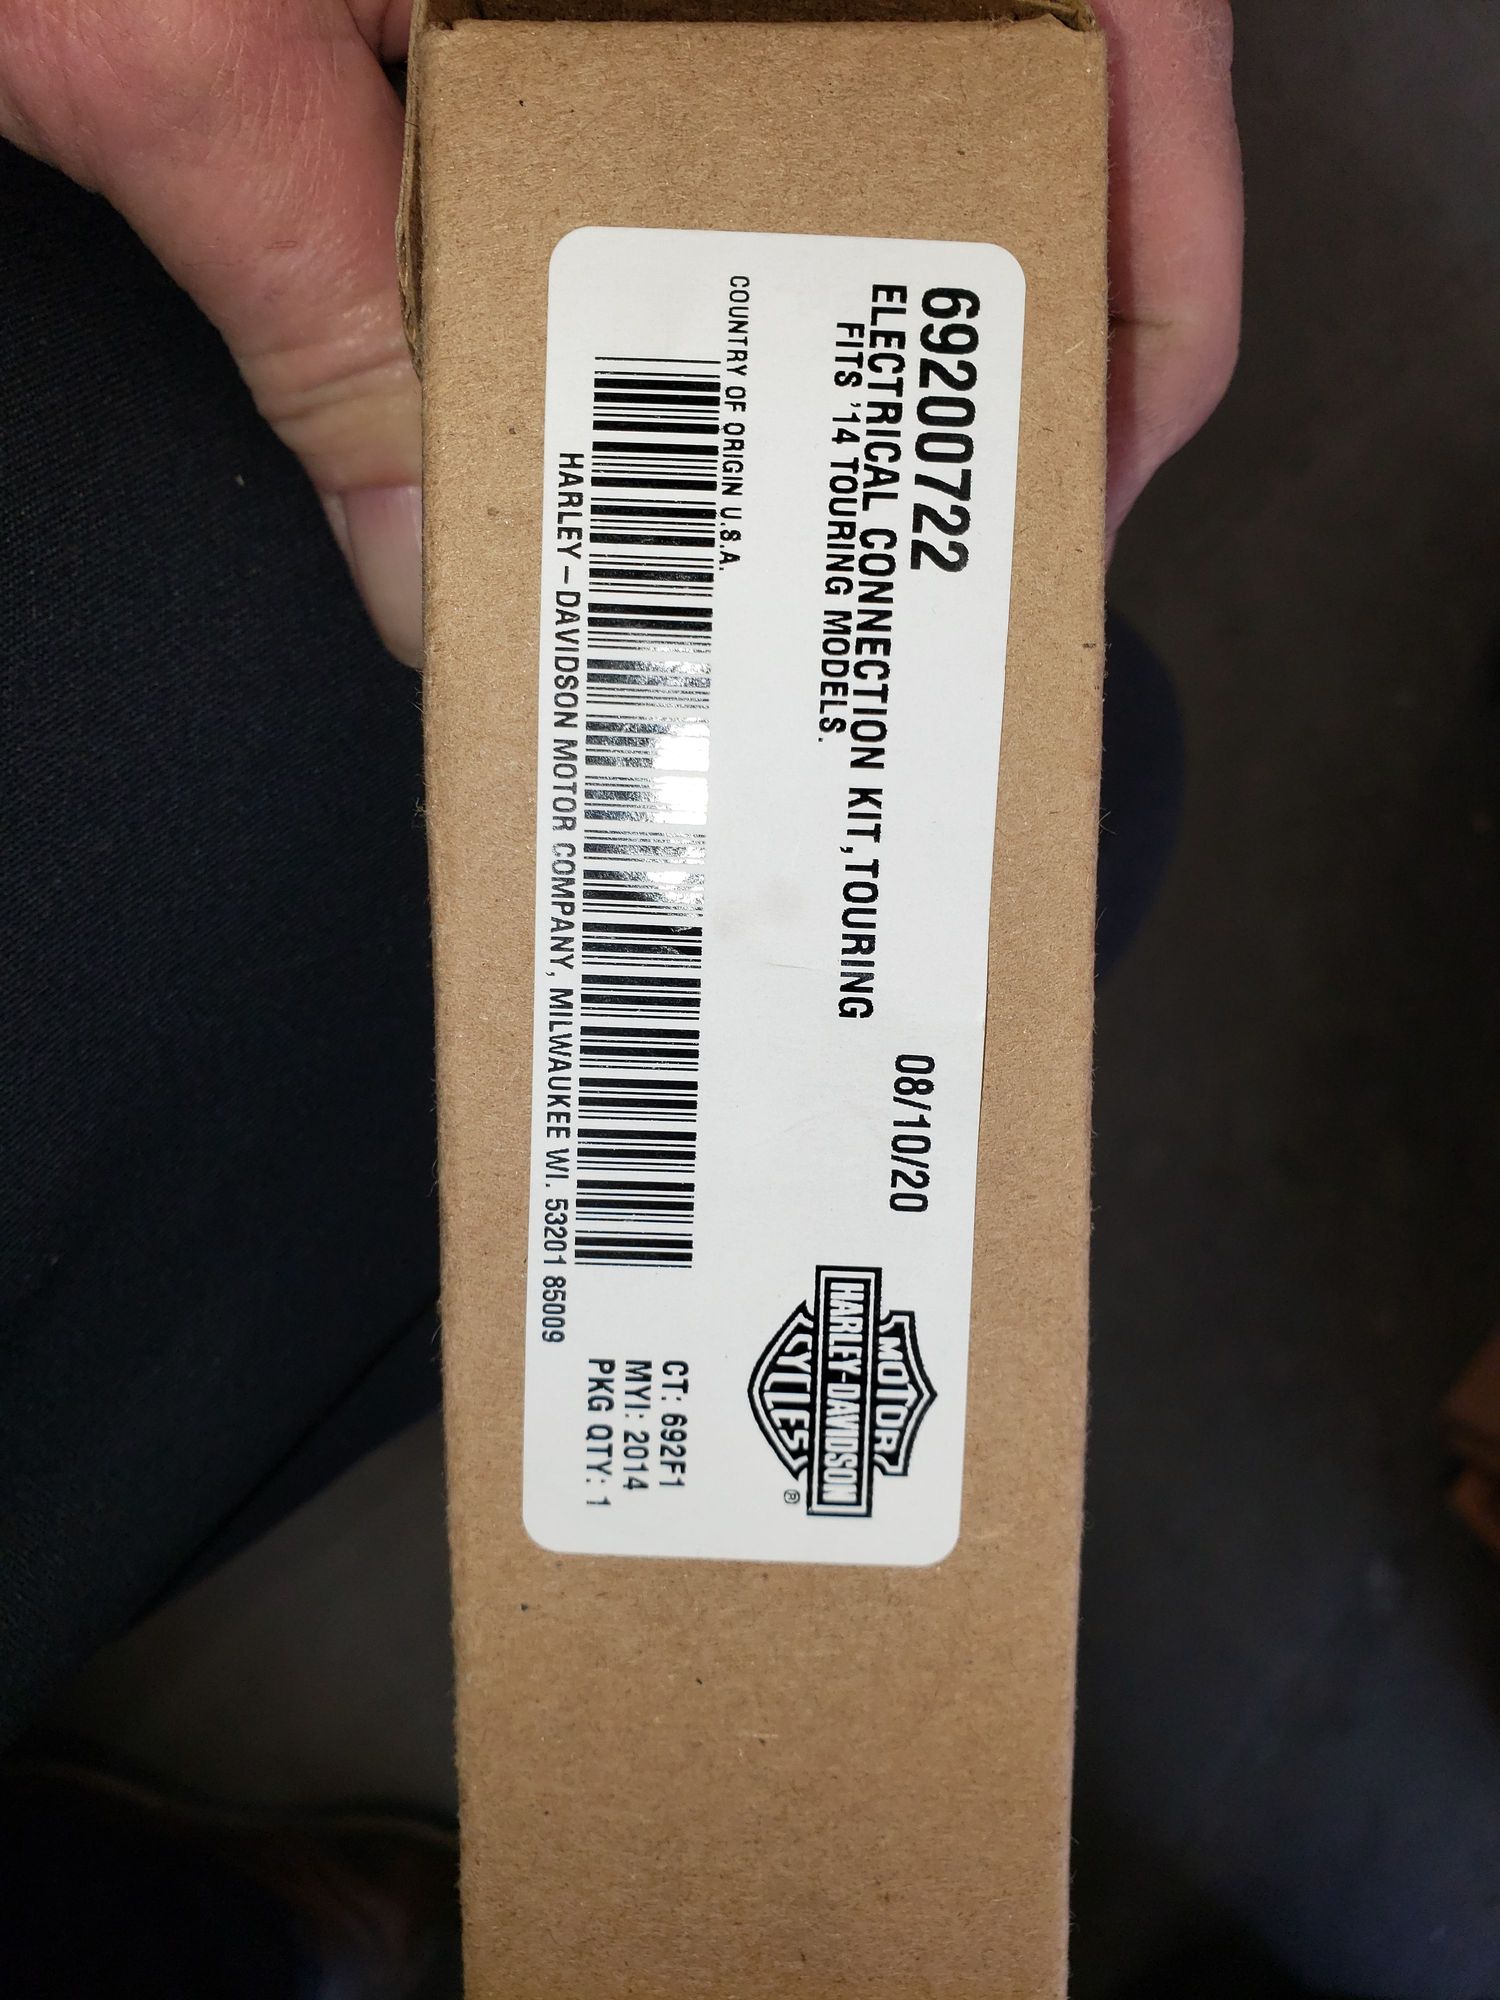 69200722
08/10/20
ELECTRICAL CONNECTION KIT,TOURING
FITS '14 TOURING MODELS.
MOTOR
HARLEY-DAVIDSON
CYCLES
®
COUNTRY OF ORIGIN U.S.A.
CT: 692F1
MYI: 2014
PKG QTY: 1
HARLEY-DAVIDSON MOTOR COMPANY, MILWAUKEE WI. 53201 85009